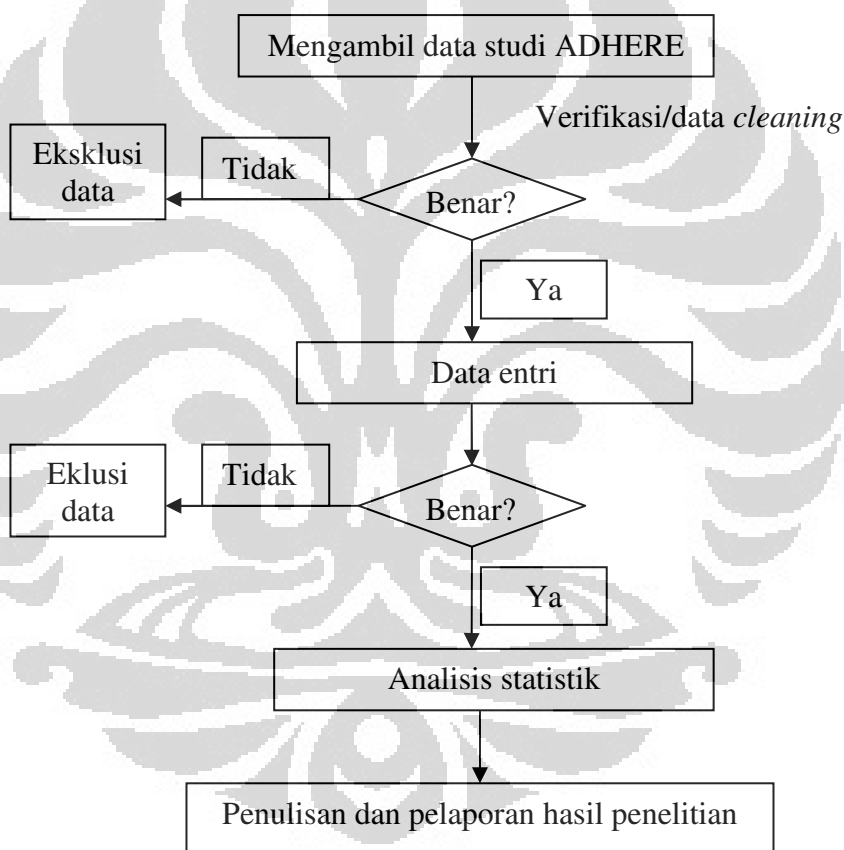 Mengambil data studi ADHERE
Verifikasi/data cleaning
Eksklusi
data
Tidak
Benar?
Ya
Data entri
Eklusi
data
Tidak
Benar?
Ya
Analisis statistik
Penulisan dan pelaporan hasil penelitian